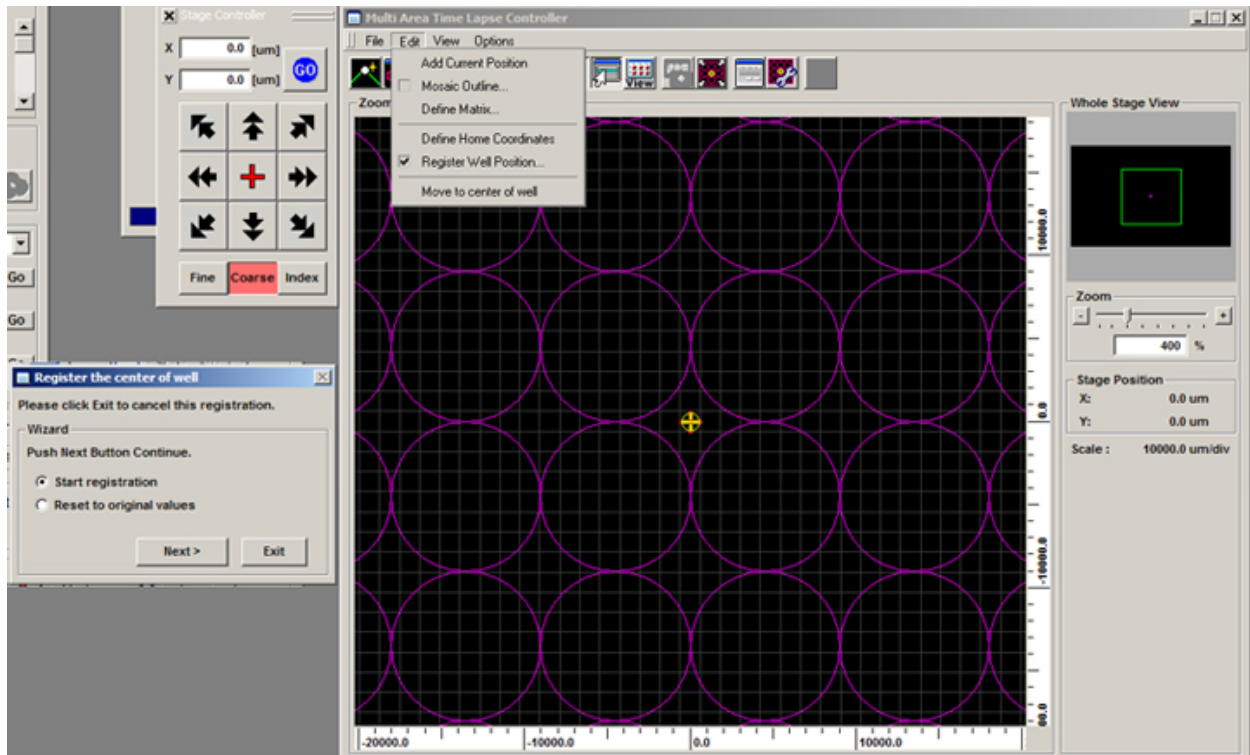 Stage Controller
X 0.0 [um]
Y 0.0 [um]
GO
Fine Coarse Index
Go
Go
Register the center of well
Please click Exit to cancel this registration.
Wizard
Push Next Button Continue.
Start registration
Reset to original values
Next > Exit
Multi Area Time Lapse Controller
File Edit View Options
Add Current Position
Mosaic Outline...
Define Matrix...
Define Home Coordinates
Register Well Position...
Move to center of well
View
Zoom
10000.0
0.0
-10000.0
00.0
-20000.0 -10000.0 0.0 10000.0
Whole Stage View
Zoom
- +
400 %
Stage Position
X: 0.0 um
Y: 0.0 um
Scale : 10000.0 um/div